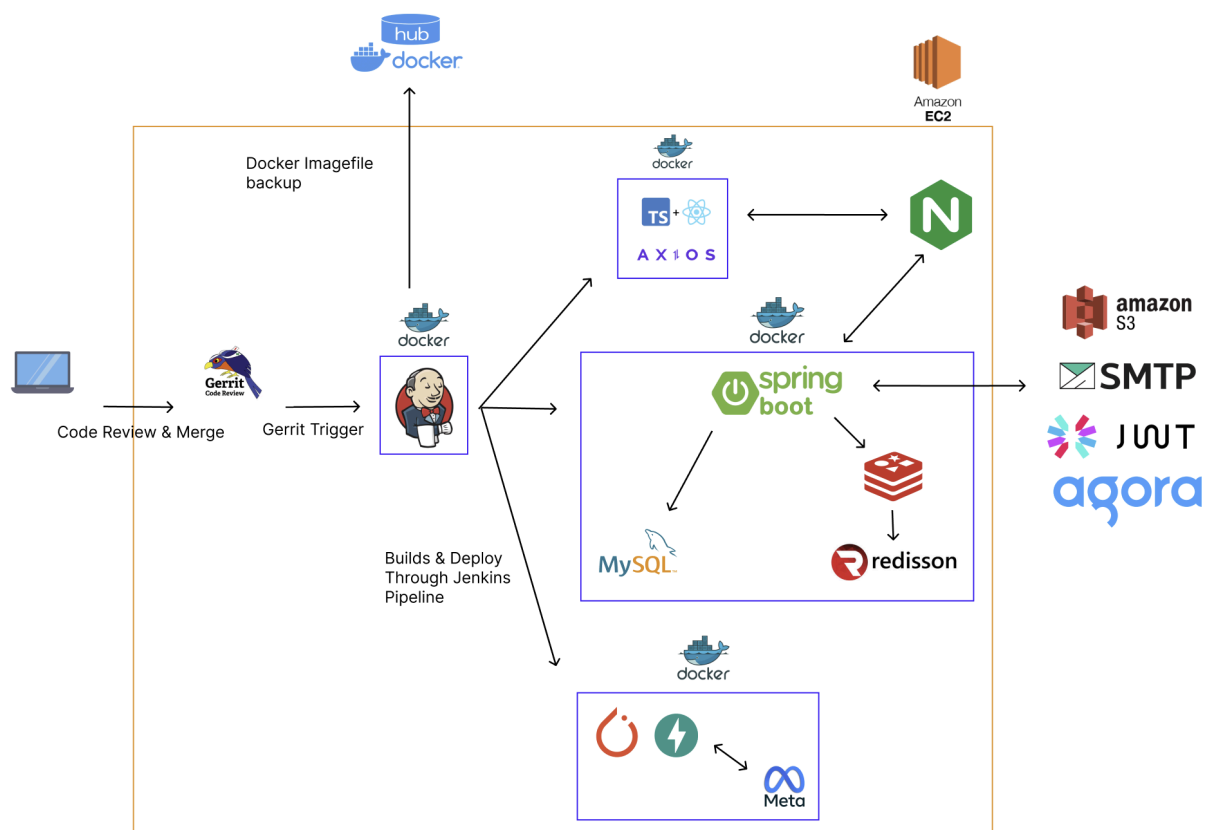 hub
docker
Amazon
EC2
Docker Imagefile
backup
docker
TS
+
AXIOS
N
docker
docker
amazon
S3
Gerrit
Code Review
spring
boot
SMTP
Code Review & Merge
Gerrit Trigger
JWT
agora
Builds & Deploy
Through Jenkins
Pipeline
MySQL
R
redisson
docker
Meta